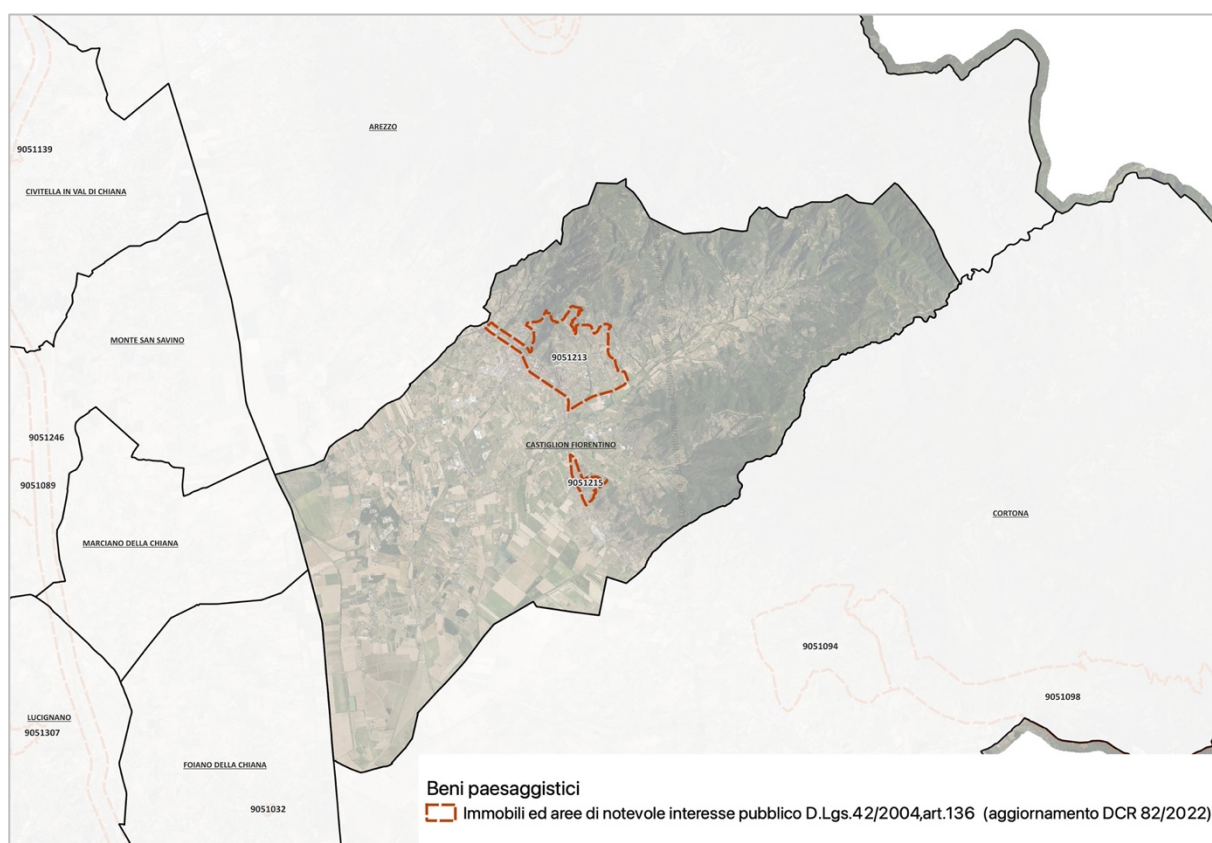 AREZZO
9051139
CIVITELLA IN VAL DI CHIANA
MONTE SAN SAVINO
9051213
9051246
CASTIGLION FIORENTINO
9051089
9051215
CORTONA
MARCIANO DELLA CHIANA
9051094
9051098
LUCIGNANO
9051307
FOIANO DELLA CHIANA
9051032
Beni paesaggistici
Immobili ed aree di notevole interesse pubblico D.Lgs.42/2004,art.136 (aggiornamento DCR 82/2022)